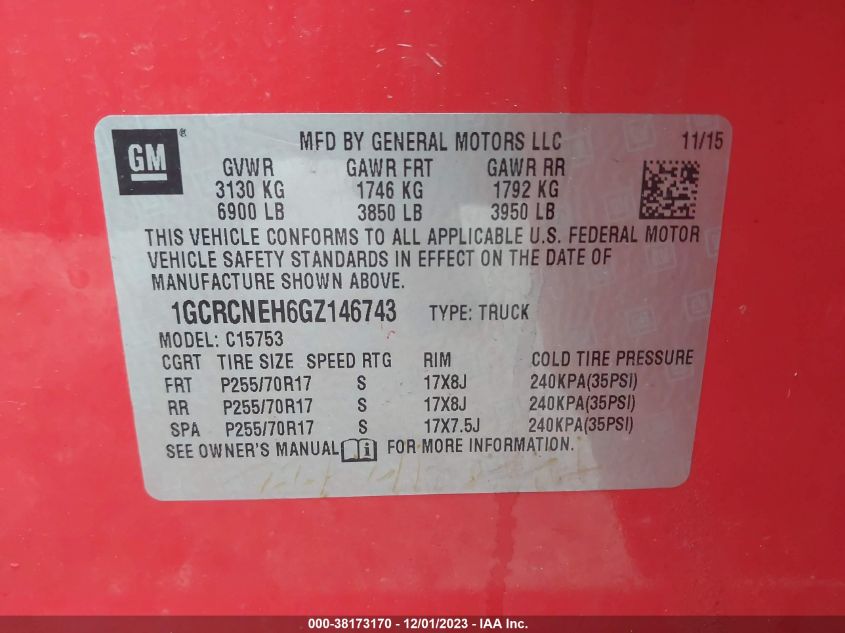 GM ® MFD BY GENERAL MOTORS LLC 11/15
GVWR GAWR FRT GAWR RR
3130 KG 1746 KG 1792 KG
6900 LB 3850 LB 3950 LB
THIS VEHICLE CONFORMS TO ALL APPLICABLE U.S. FEDERAL MOTOR
VEHICLE SAFETY STANDARDS IN EFFECT ON THE DATE OF
MANUFACTURE SHOWN ABOVE.
1GCRCNEH6GZ146743 TYPE: TRUCK
MODEL: C15753
CGRT TIRE SIZE SPEED RTG RIM COLD TIRE PRESSURE
FRT P255/70R17 S 17X8J 240KPA(35PSI)
RR P255/70R17 S 17X8J 240KPA(35PSI)
SPA P255/70R17 S 17X7.5J 240KPA(35PSI)
SEE OWNER'S MANUAL i FOR MORE INFORMATION.
000-38173170 - 12/01/2023 - IAA Inc.